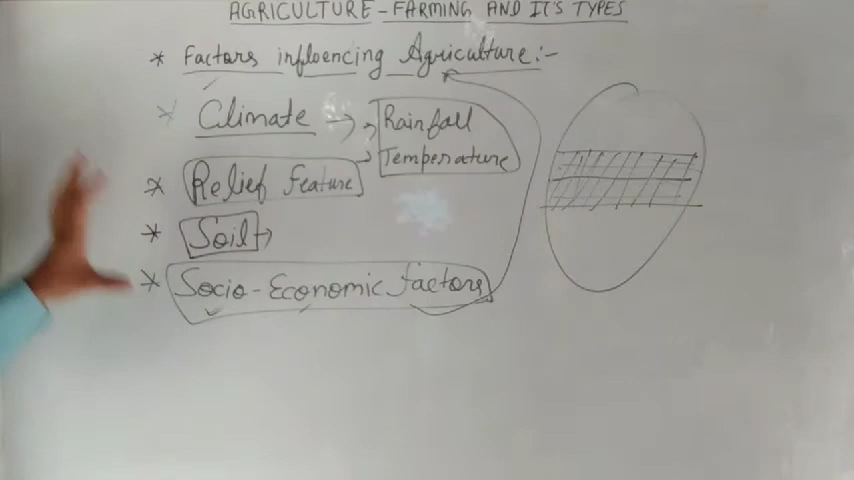 AGRICULTURE - FARMING AND IT'S TYPES
* Factors influencing Agriculture:-
* Climate → Rainfall
Temperature
* Relief Feature
* Soil →
* Socio-Economic factors